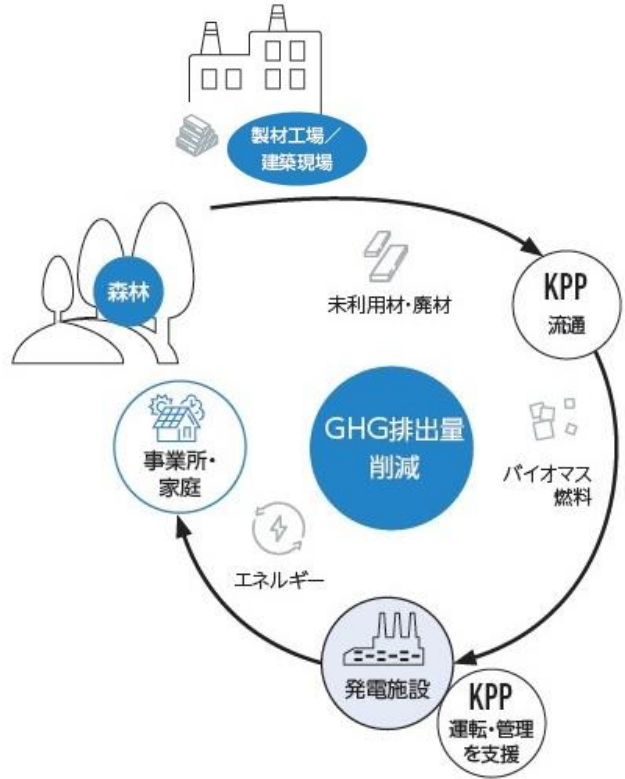 製材工場／
建築現場
森林
未利用材・廃材
KPP
流通
GHG排出量
削減
バイオマス
燃料
事業所・
家庭
エネルギー
発電施設
KPP
運転・管理
を支援